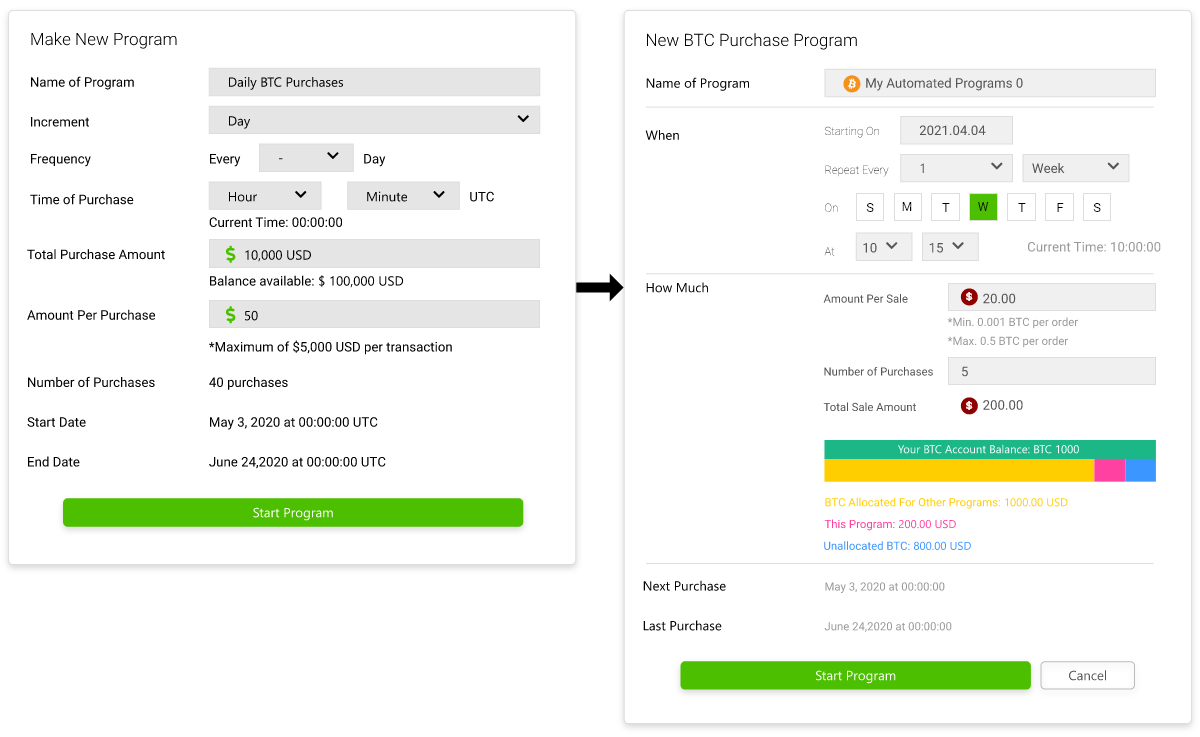 Make New Program
Name of Program Daily BTC Purchases
Increment Day
Frequency Every - Day
Time of Purchase Hour Minute UTC
Current Time: 00:00:00
Total Purchase Amount $ 10,000 USD
Balance available: $ 100,000 USD
Amount Per Purchase $ 50
*Maximum of $5,000 USD per transaction
Number of Purchases 40 purchases
Start Date May 3, 2020 at 00:00:00 UTC
End Date June 24,2020 at 00:00:00 UTC
Start Program
New BTC Purchase Program
Name of Program My Automated Programs 0
When Starting On 2021.04.04
Repeat Every 1 Week
On S M T W T F S
At 10 15 Current Time: 10:00:00
How Much Amount Per Sale $ 20.00
*Min. 0.001 BTC per order
*Max. 0.5 BTC per order
Number of Purchases 5
Total Sale Amount $ 200.00
Your BTC Account Balance: BTC 1000
BTC Allocated For Other Programs: 1000.00 USD
This Program: 200.00 USD
Unallocated BTC: 800.00 USD
Next Purchase May 3, 2020 at 00:00:00
Last Purchase June 24,2020 at 00:00:00
Start Program Cancel